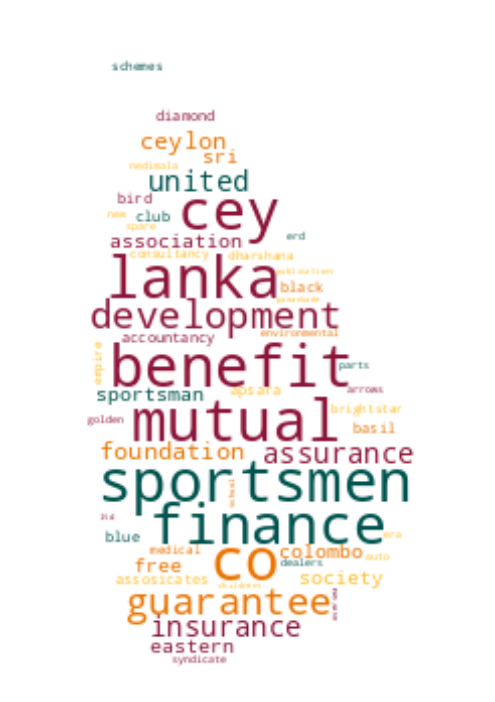 schemes
diamond
ceylon
sri
nedimala
united
bird
cey
new
club
spare
erd
association
consultancy
dharshana
lanka
publications
black
development
environmental
accountancy
empire
benefit
parts
sportsman
apsara
arrows
brightstar
golden
mutual
basil
foundation
assurance
sportsmen
school
ltd
finance
blue
era
medical
co
colombo
auto
free
dealers
assosicates
society
childrens
guarantee
insurance
eastern
syndicate